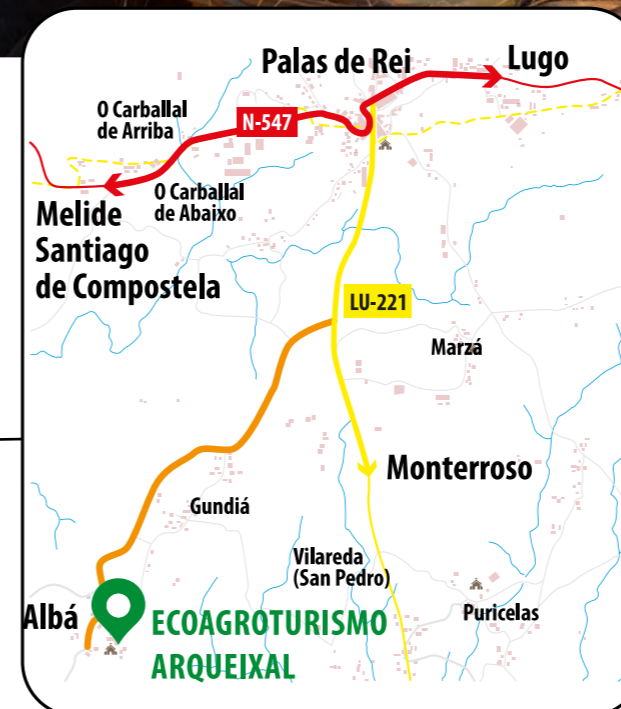 Palas de Rei
Lugo
O Carballal
de Arriba
N-547
O Carballal
de Abaixo
Melide
Santiago
de Compostela
LU-221
Marzá
Monterroso
Gundiá
Vilareda
(San Pedro)
Puricelas
Albá
ECOAGROTURISMO
ARQUEIXAL